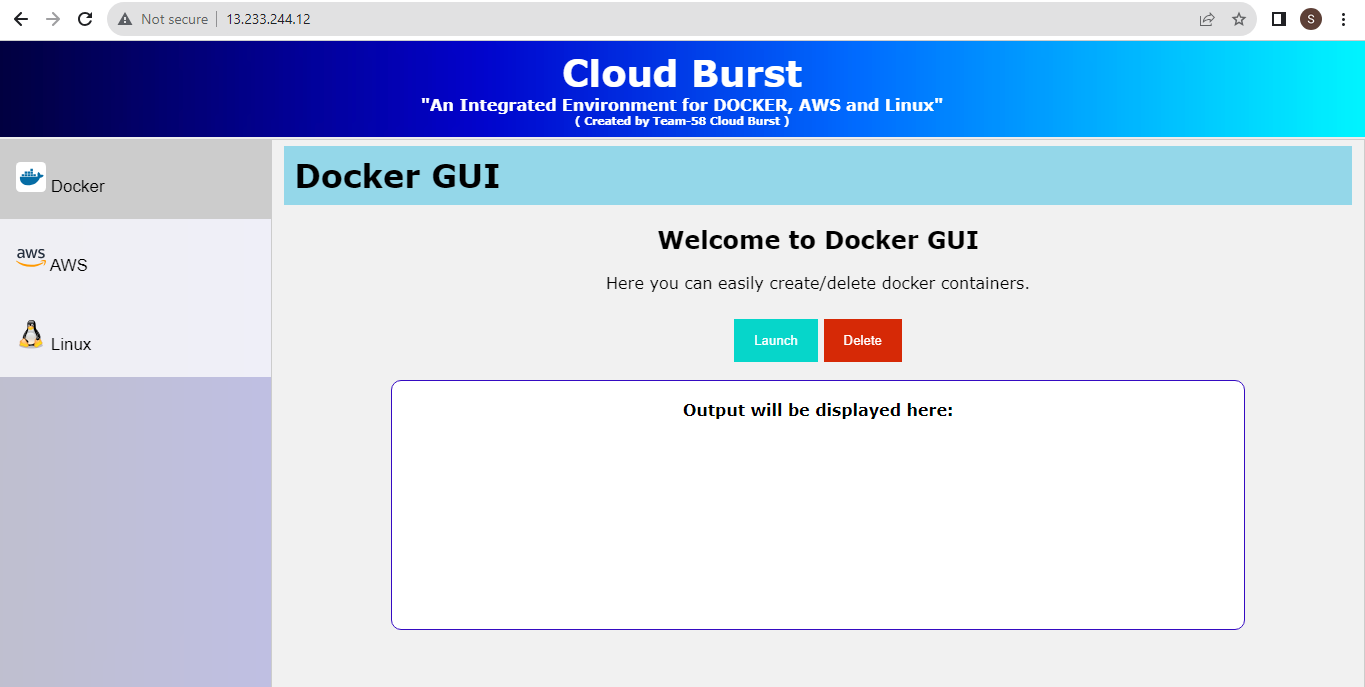 Not secure 13.233.244.12
S
Cloud Burst
"An Integrated Environment for DOCKER, AWS and Linux"
( Created by Team-58 Cloud Burst )
Docker
aws AWS
Linux
Docker GUI
Welcome to Docker GUI
Here you can easily create/delete docker containers.
Launch Delete
Output will be displayed here: